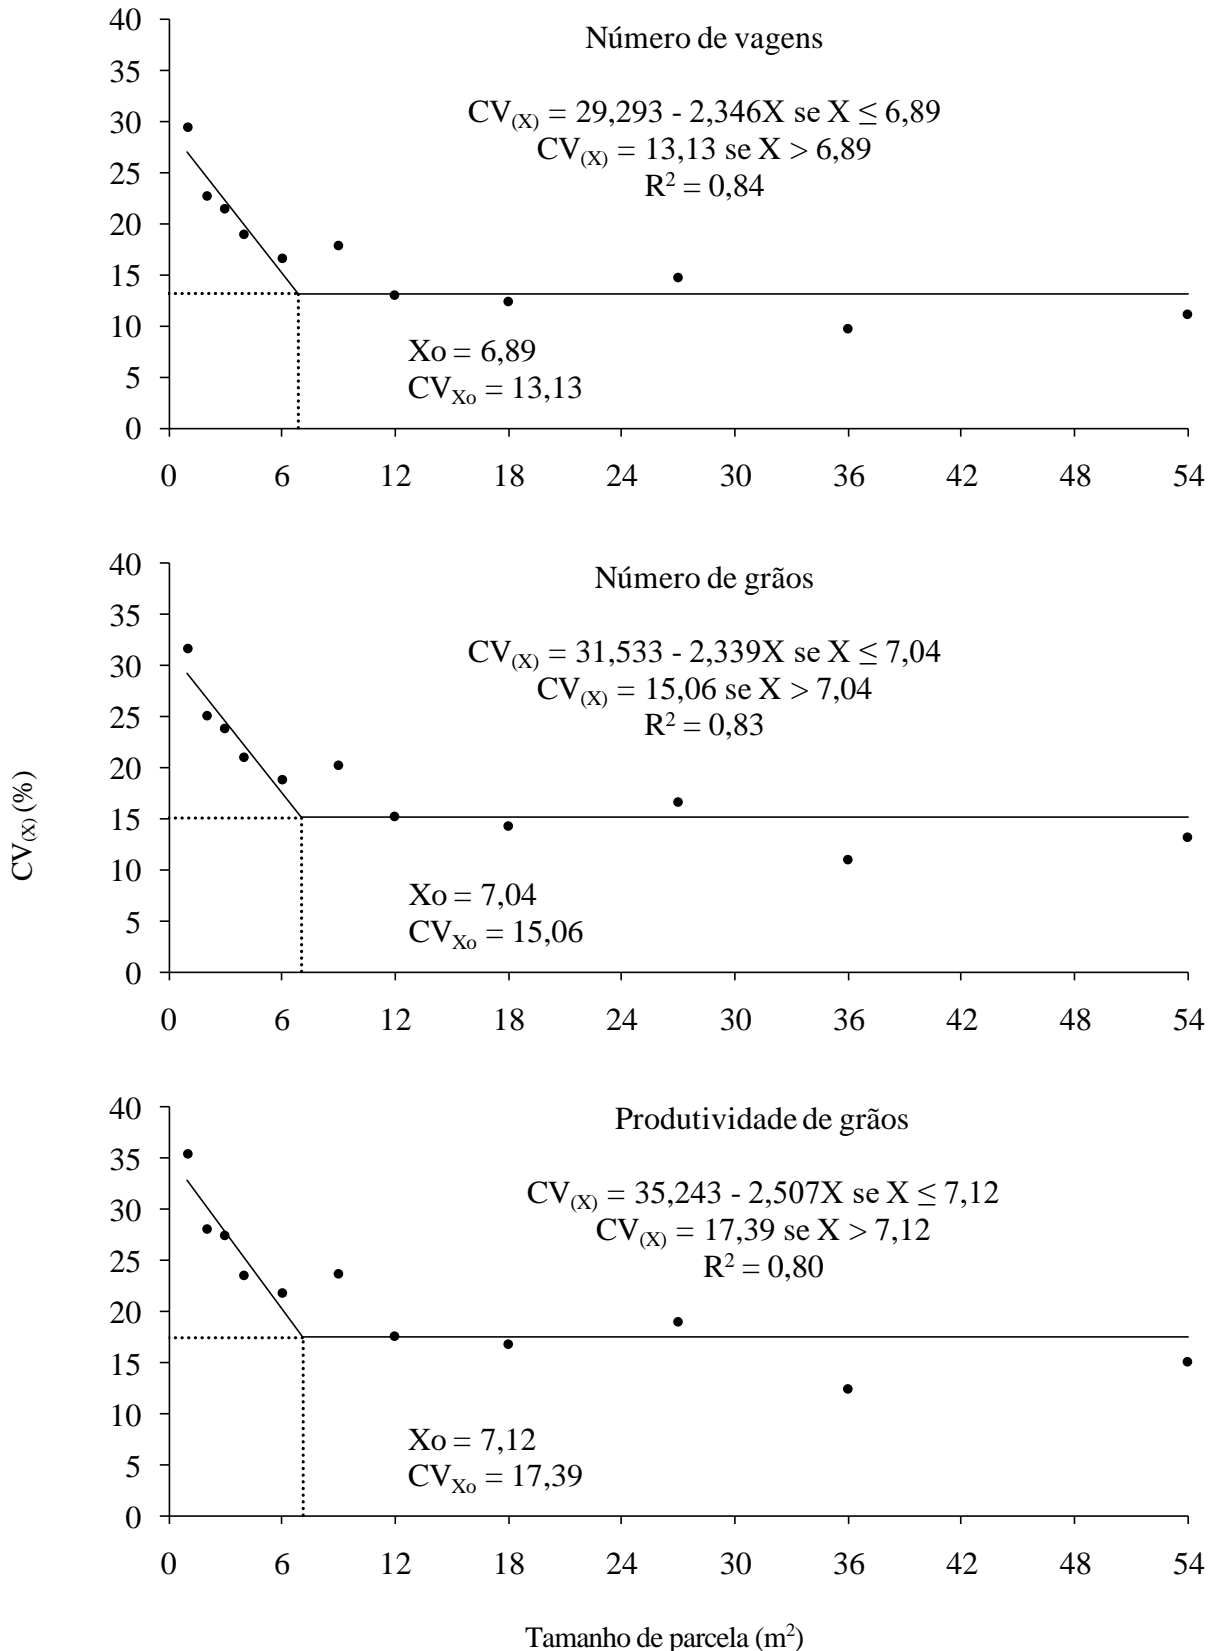 40
35
30
25
20
15
10
5
0
Número de vagens
CV(X) = 29,293 - 2,346X se X ≤ 6,89
CV(X) = 13,13 se X > 6,89
R² = 0,84
Xo = 6,89
CVXo = 13,13
0 6 12 18 24 30 36 42 48 54
40
35
30
25
20
15
10
5
0
Número de grãos
CV(X) = 31,533 - 2,339X se X ≤ 7,04
CV(X) = 15,06 se X > 7,04
R² = 0,83
Xo = 7,04
CVXo = 15,06
0 6 12 18 24 30 36 42 48 54
CV(X) (%)
40
35
30
25
20
15
10
5
0
Produtividade de grãos
CV(X) = 35,243 - 2,507X se X ≤ 7,12
CV(X) = 17,39 se X > 7,12
R² = 0,80
Xo = 7,12
CVXo = 17,39
0 6 12 18 24 30 36 42 48 54
Tamanho de parcela (m²)